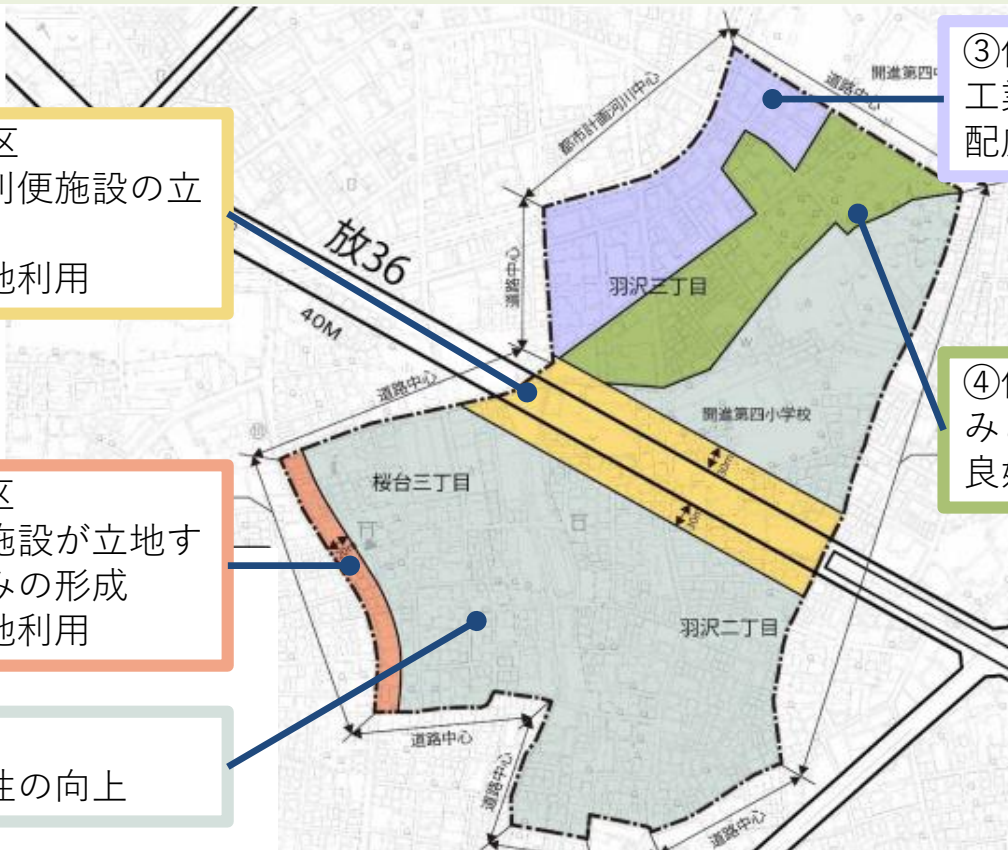 区
利便施設の立
地利用
区
施設が立地す
みの形成
地利用
性の向上
③
工業
配
④
み
良
開進第四中
道路中心
都市計画河川中心
道路中心
放36
40M
道路中心
羽沢三丁目
開進第四小学校
30m
30m
桜台三丁目
20m
羽沢二丁目
道路中心
道路中心
道路中心